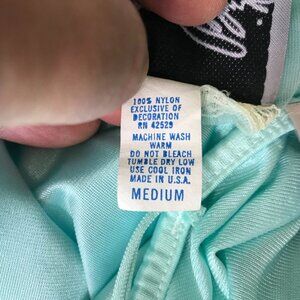 100% NYLON
EXCLUSIVE OF
DECORATION
RN 42529
MACHINE WASH
WARM
DO NOT BLEACH
TUMBLE DRY LOW
USE COOL IRON
MADE IN U.S.A.
MEDIUM